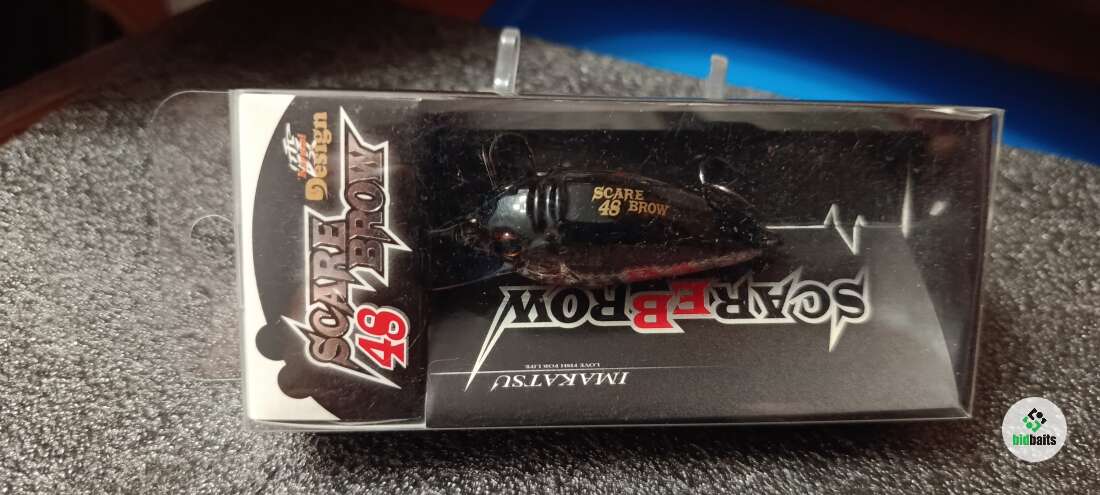 Design
SCARE
BROW
48
SCARE
48 BROW
SCAREBROW
IMAKATSU
LOVE FISH FOR LIFE
bidbaits